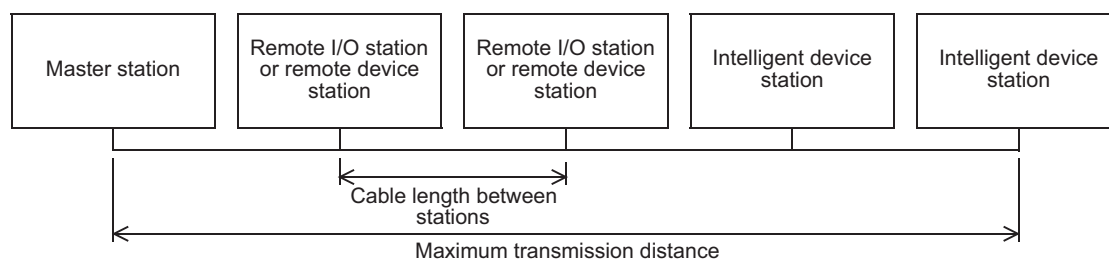 Master station
Remote I/O station
or remote device
station
Remote I/O station
or remote device
station
Intelligent device
station
Intelligent device
station
Cable length between
stations
Maximum transmission distance